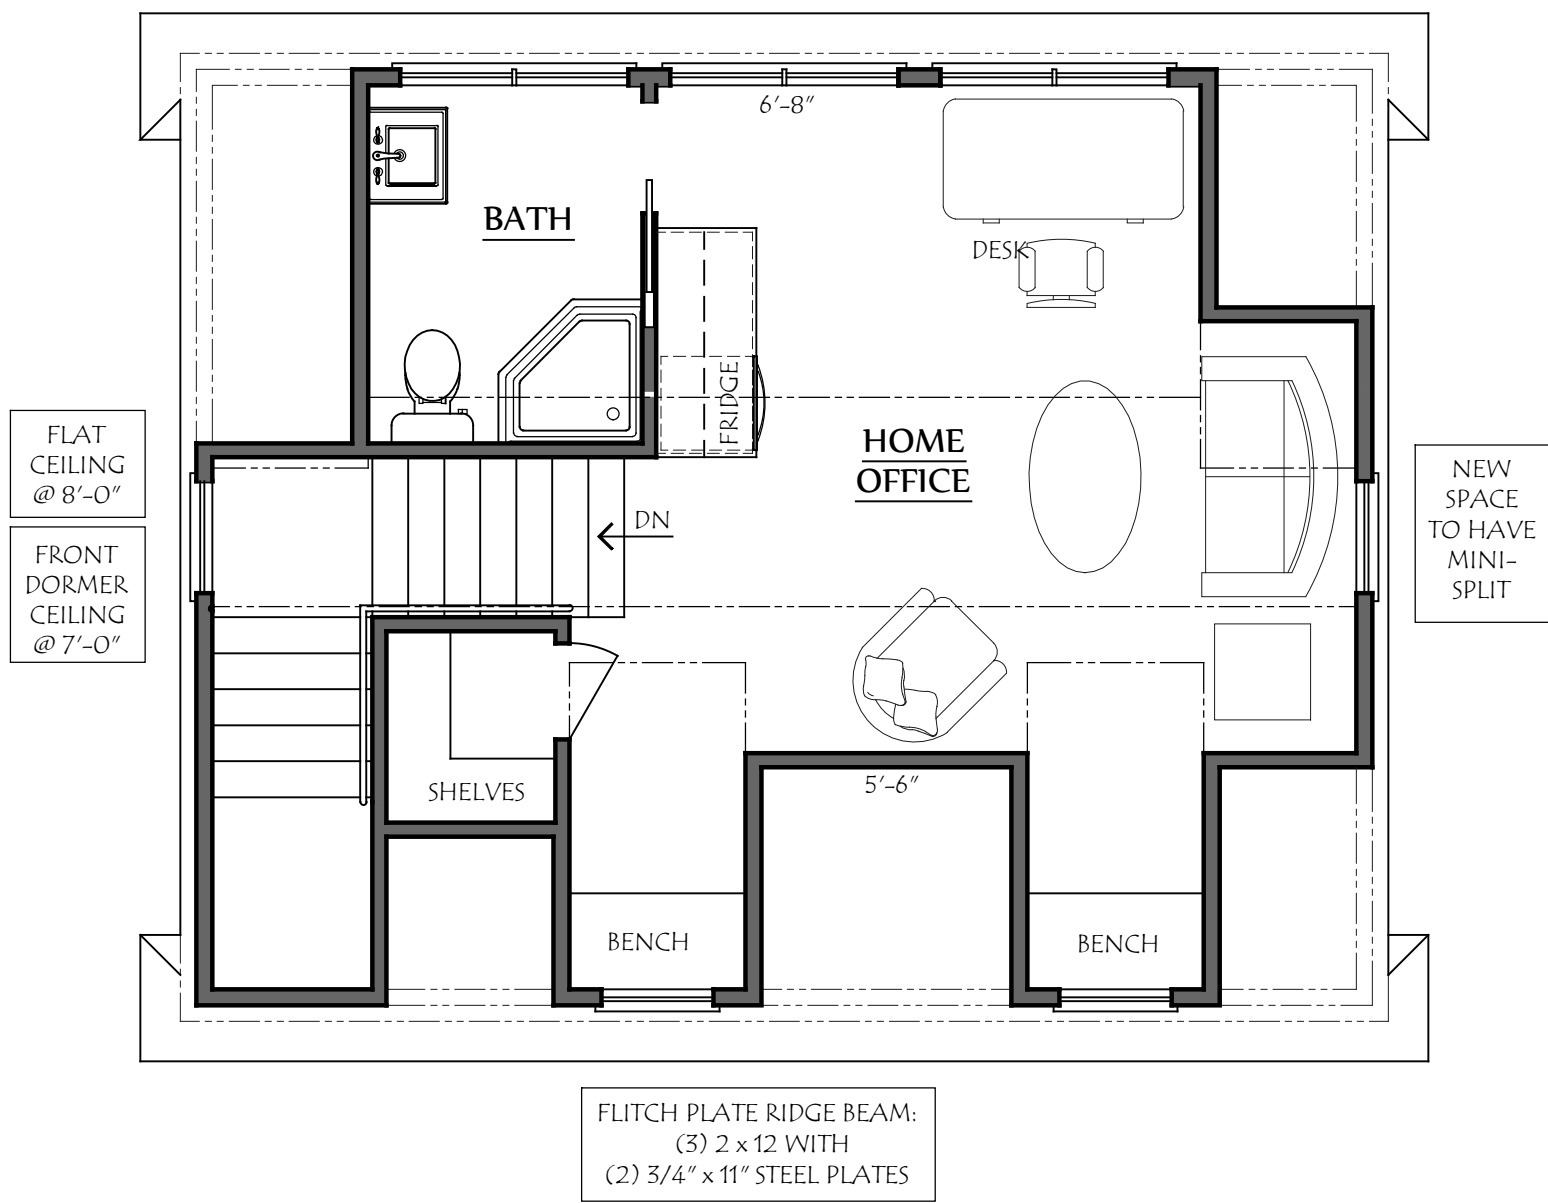 6'-8"
BATH
DESK
FRIDGE
HOME
OFFICE
FLAT
CEILING
@ 8'-0"
FRONT
DORMER
CEILING
@ 7'-0"
NEW
SPACE
TO HAVE
MINI-
SPLIT
DN
SHELVES
5'-6"
BENCH
BENCH
FLITCH PLATE RIDGE BEAM:
(3) 2 x 12 WITH
(2) 3/4" x 11" STEEL PLATES